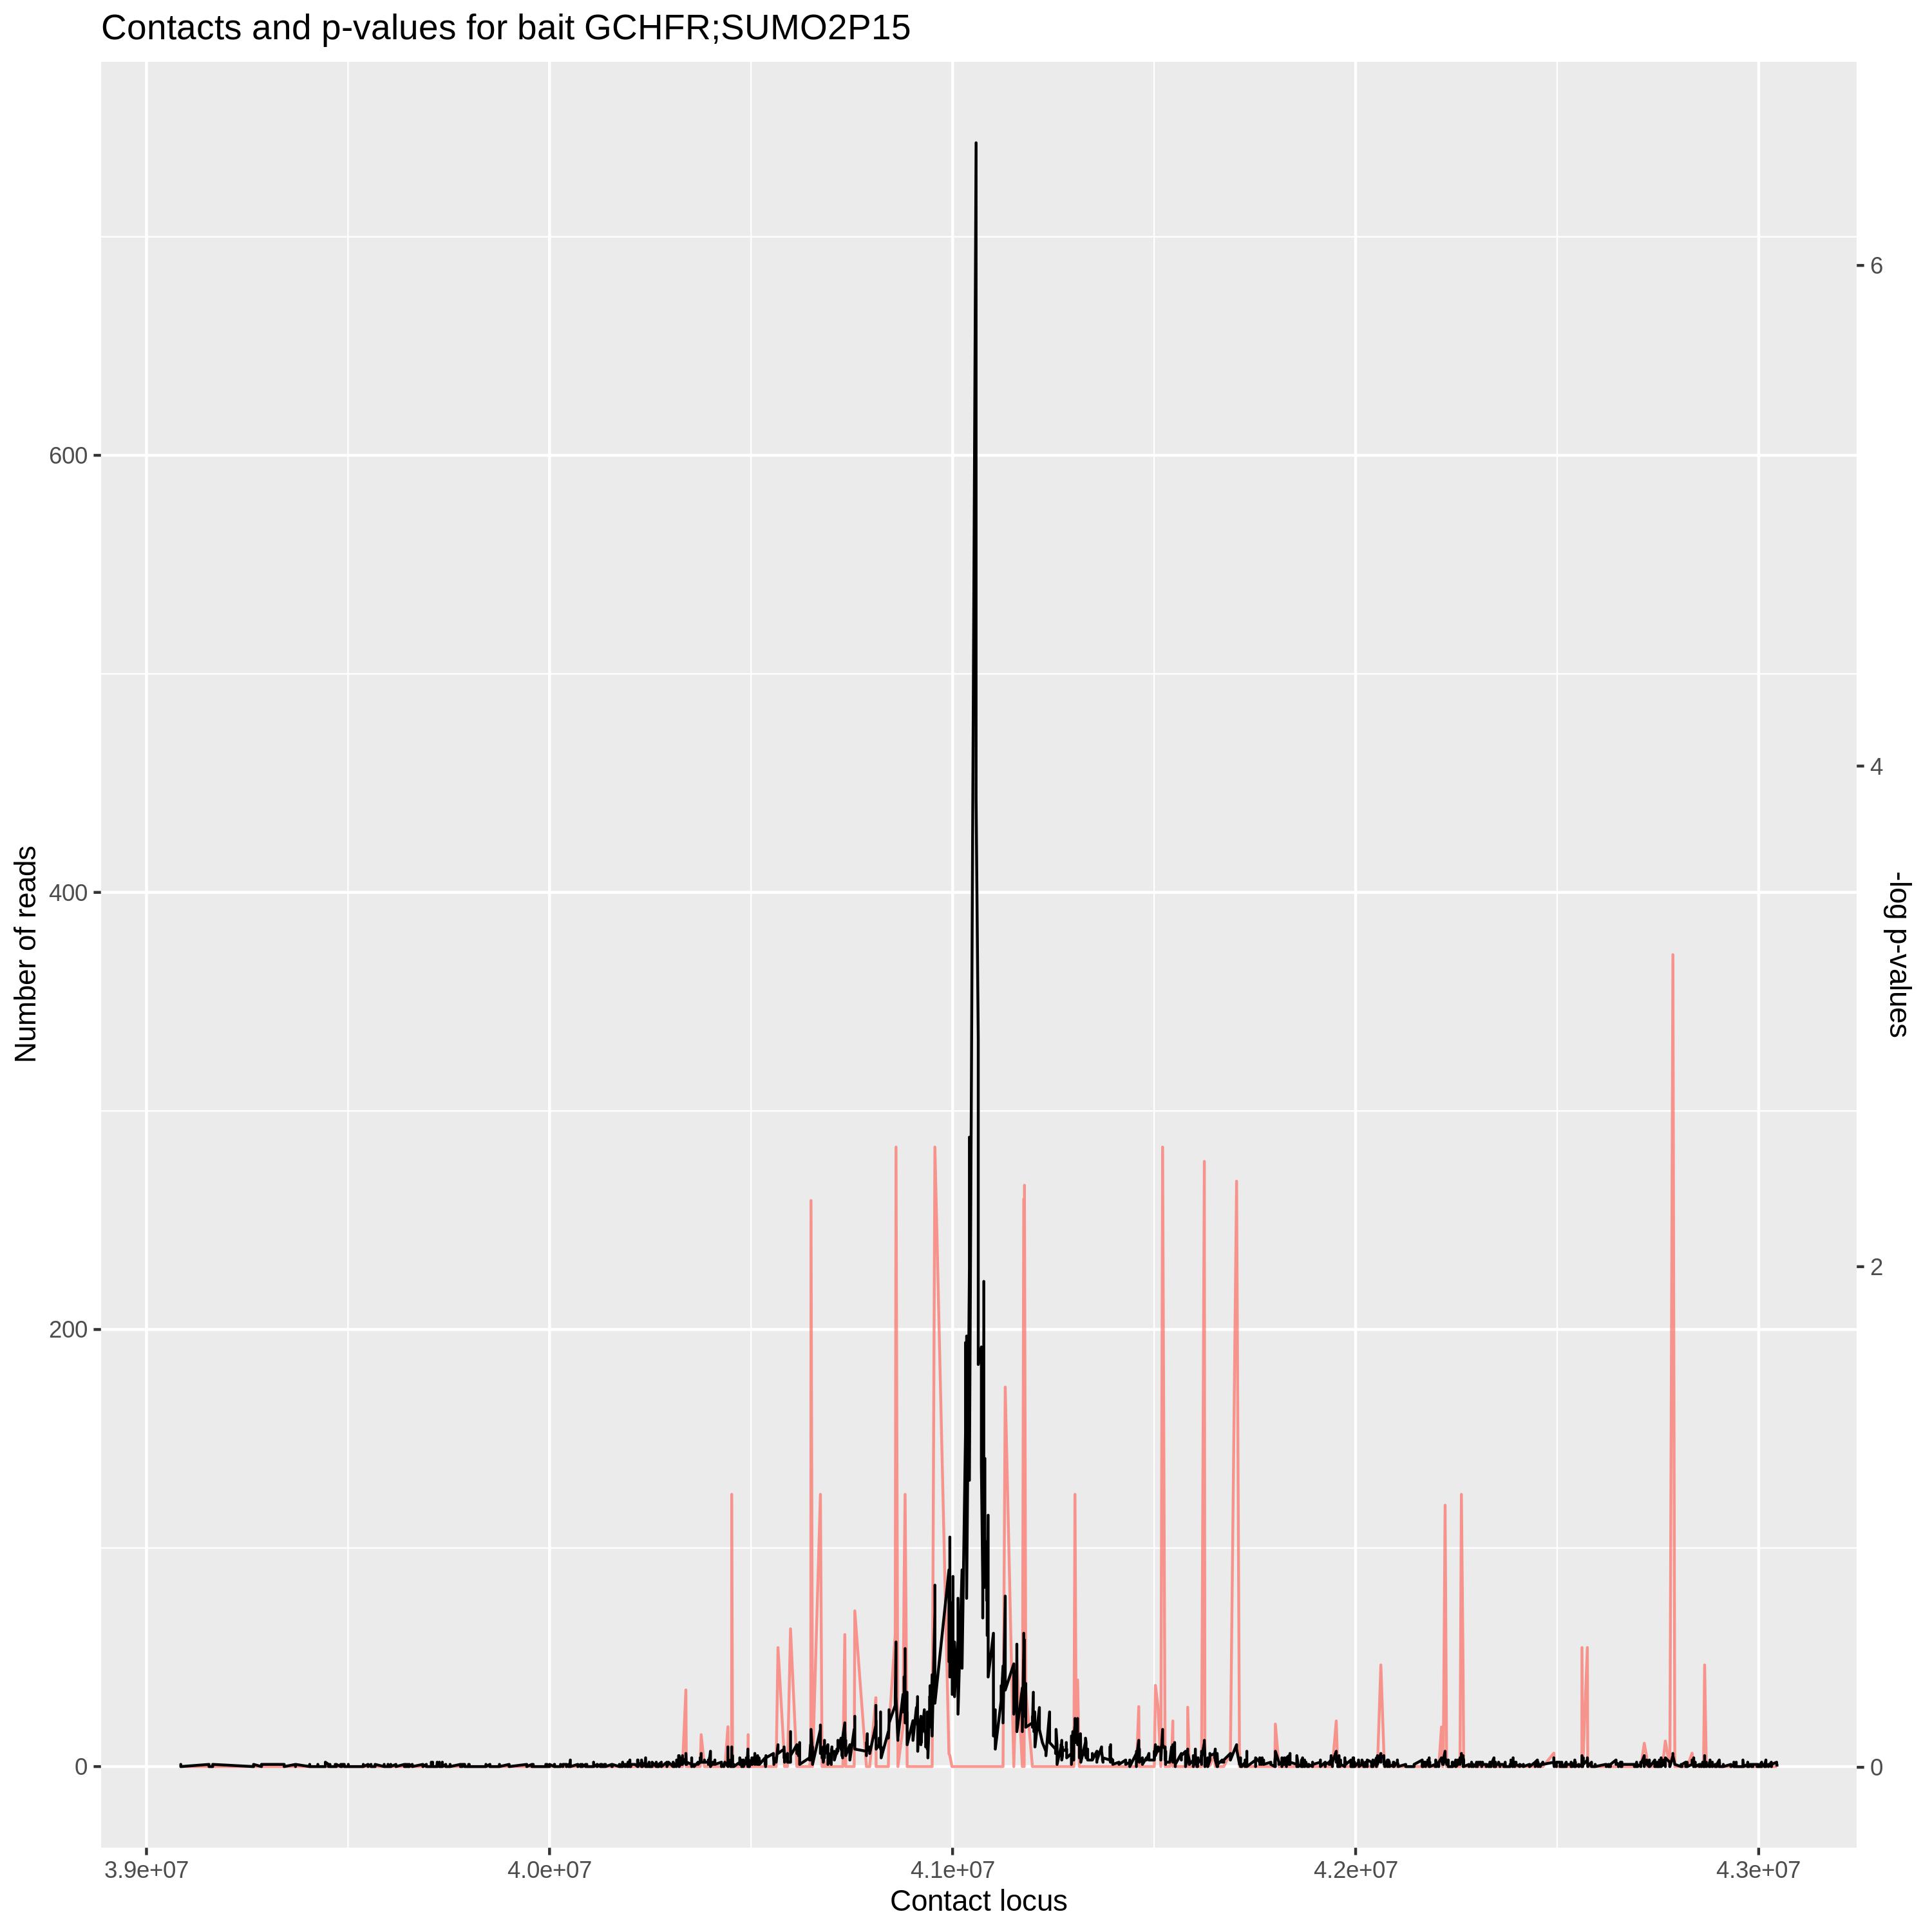 Contacts and p-values for bait GCHFR;SUMO2P15
Number of reads
600
400
200
0
6
4
2
0
-log p-values
3.9e+07
4.0e+07
4.1e+07
4.2e+07
4.3e+07
Contact locus